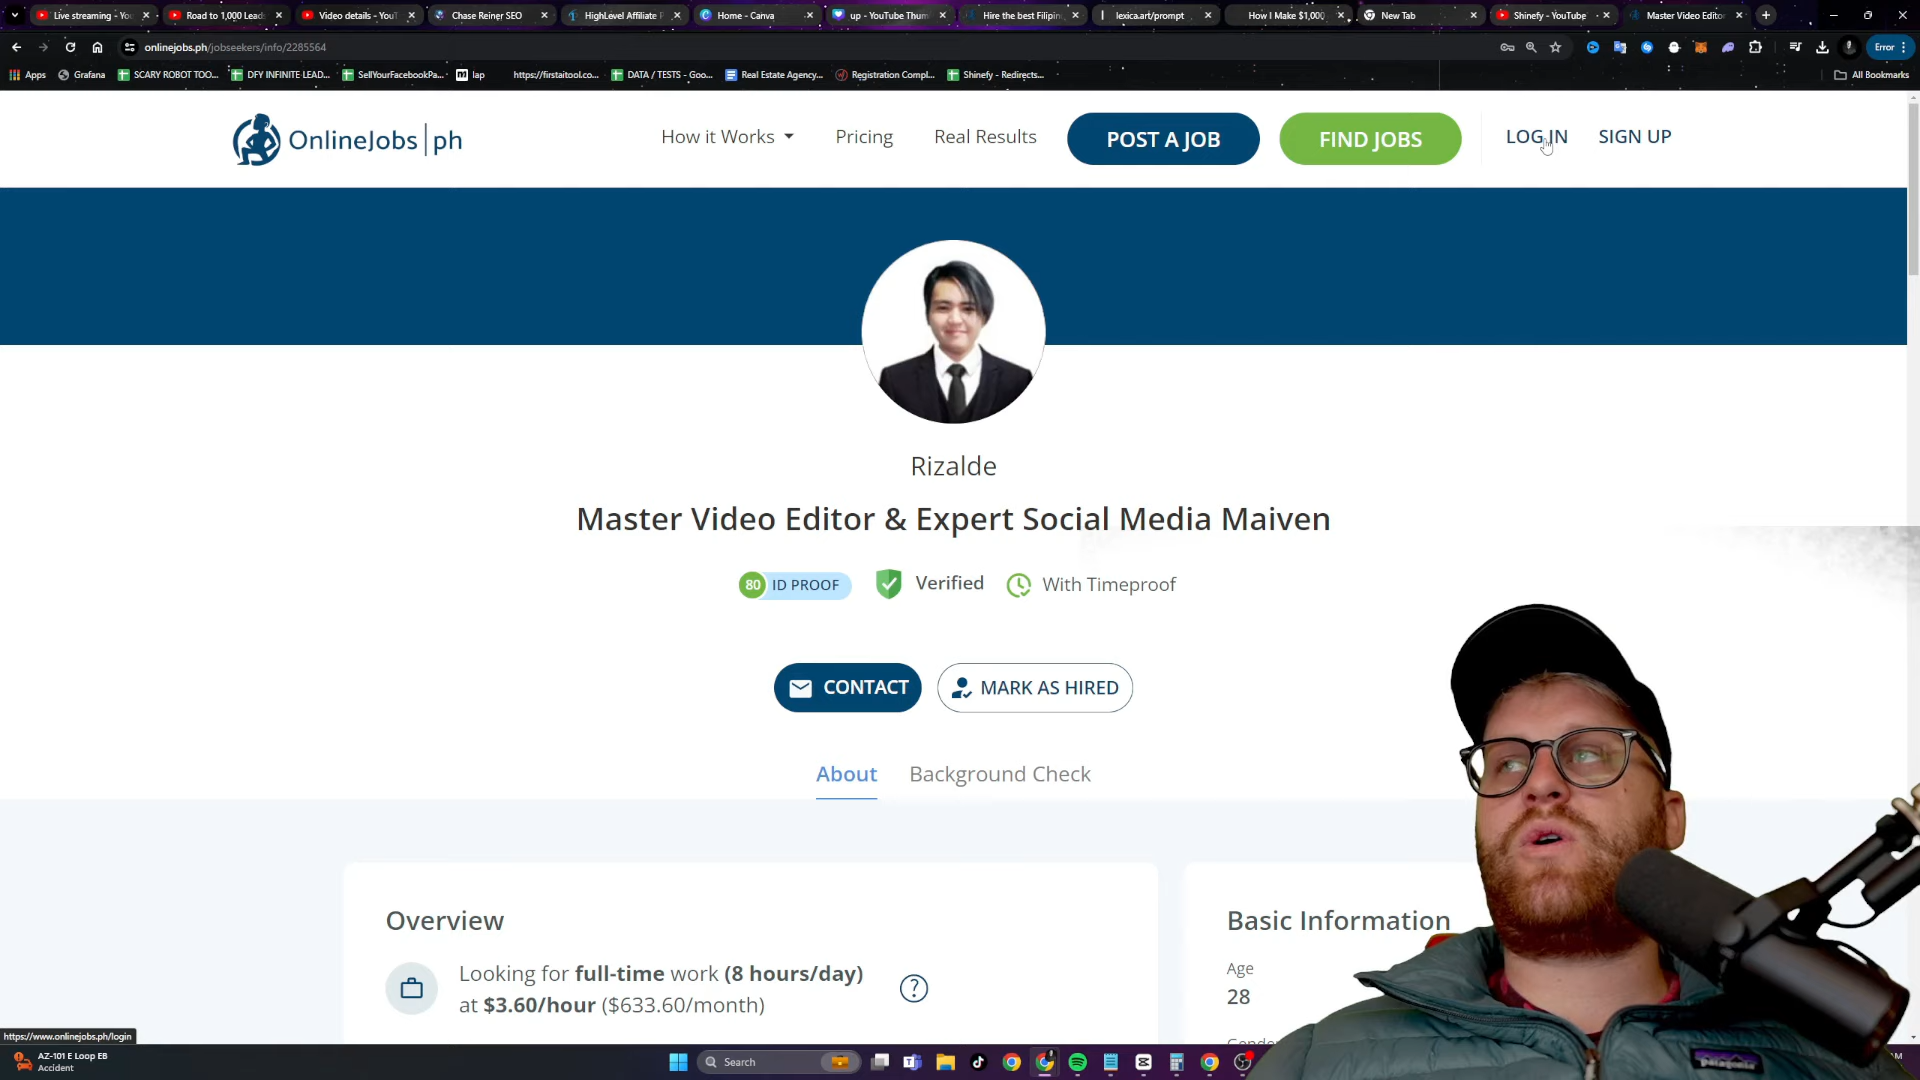 Live streaming - You
Road to 1,000 Leads
Video details - YouT
Chase Reiner SEO
HighLevel Affiliate P
Home - Canva
up - YouTube Thum
Hire the best Filipin
lexica.art/prompt
How I Make $1,000
New Tab
Shinefy - YouTube
Master Video Editor
onlinejobs.ph/jobseekers/info/2285564
Error
Apps
Grafana
SCARY ROBOT TOO...
DFY INFINITE LEAD...
SellYourFacebookPa...
lap
https://firstaitool.co...
DATA / TESTS - Goo...
Real Estate Agency...
Registration Compl...
Shinefy - Redirects...
All Bookmarks
OnlineJobs|ph
How it Works
Pricing
Real Results
POST A JOB
FIND JOBS
LOG IN
SIGN UP
Rizalde
Master Video Editor & Expert Social Media Maiven
80 ID PROOF
Verified
With Timeproof
CONTACT
MARK AS HIRED
About
Background Check
Overview
Looking for full-time work (8 hours/day)
at $3.60/hour ($633.60/month)
?
Basic Information
Age
28
https://www.onlinejobs.ph/login
AZ-101 E Loop EB
Accident
Search
patagonia